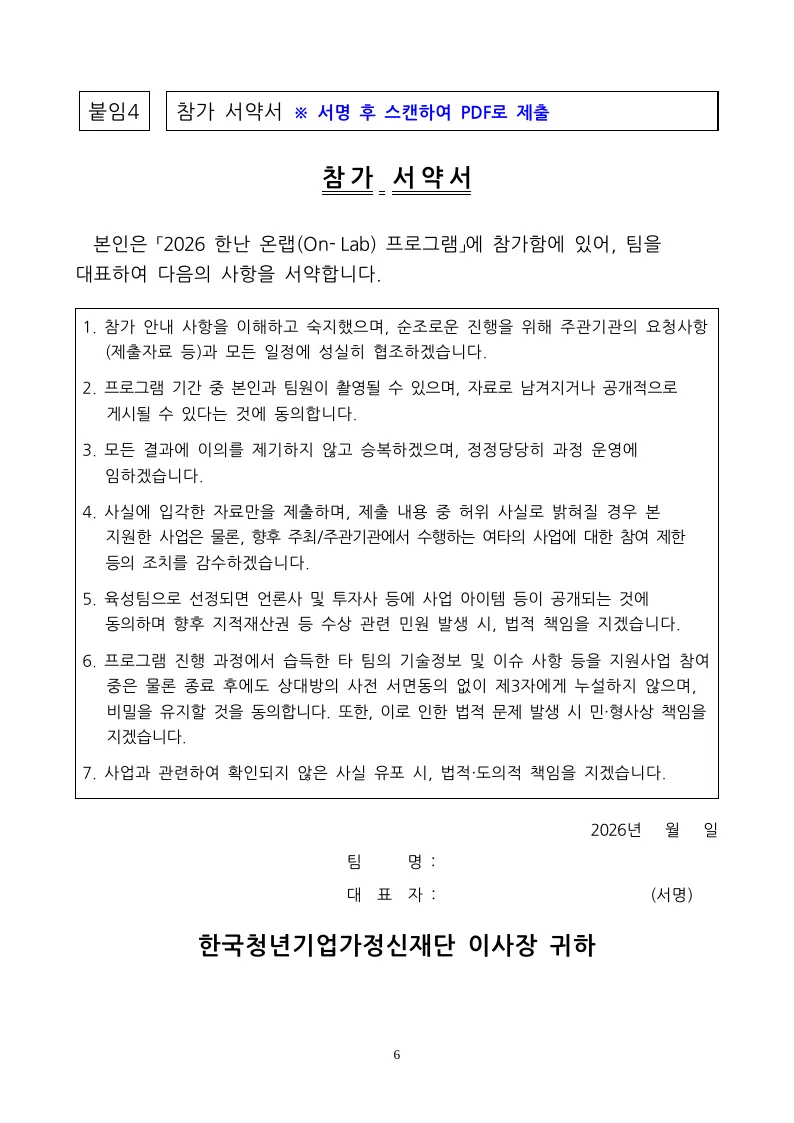 붙임4
참가 서약서 ※ 서명 후 스캔하여 PDF로 제출
참 가 서 약 서
본인은 ｢2026 한난 온랩(On-Lab) 프로그램｣에 참가함에 있어, 팀을
대표하여 다음의 사항을 서약합니다.
1. 참가 안내 사항을 이해하고 숙지했으며, 순조로운 진행을 위해 주관기관의 요청사항
(제출자료 등)과 모든 일정에 성실히 협조하겠습니다.
2. 프로그램 기간 중 본인과 팀원이 촬영될 수 있으며, 자료로 남겨지거나 공개적으로
게시될 수 있다는 것에 동의합니다.
3. 모든 결과에 이의를 제기하지 않고 승복하겠으며, 정정당당히 과정 운영에
임하겠습니다.
4. 사실에 입각한 자료만을 제출하며, 제출 내용 중 허위 사실로 밝혀질 경우 본
지원한 사업은 물론, 향후 주최/주관기관에서 수행하는 여타의 사업에 대한 참여 제한
등의 조치를 감수하겠습니다.
5. 육성팀으로 선정되면 언론사 및 투자사 등에 사업 아이템 등이 공개되는 것에
동의하며 향후 지적재산권 등 수상 관련 민원 발생 시, 법적 책임을 지겠습니다.
6. 프로그램 진행 과정에서 습득한 타 팀의 기술정보 및 이슈 사항 등을 지원사업 참여
중은 물론 종료 후에도 상대방의 사전 서면동의 없이 제3자에게 누설하지 않으며,
비밀을 유지할 것을 동의합니다. 또한, 이로 인한 법적 문제 발생 시 민·형사상 책임을
지겠습니다.
7. 사업과 관련하여 확인되지 않은 사실 유포 시, 법적·도의적 책임을 지겠습니다.
2026년 월 일
팀 명 :
대 표 자 : (서명)
한국청년기업가정신재단 이사장 귀하
6